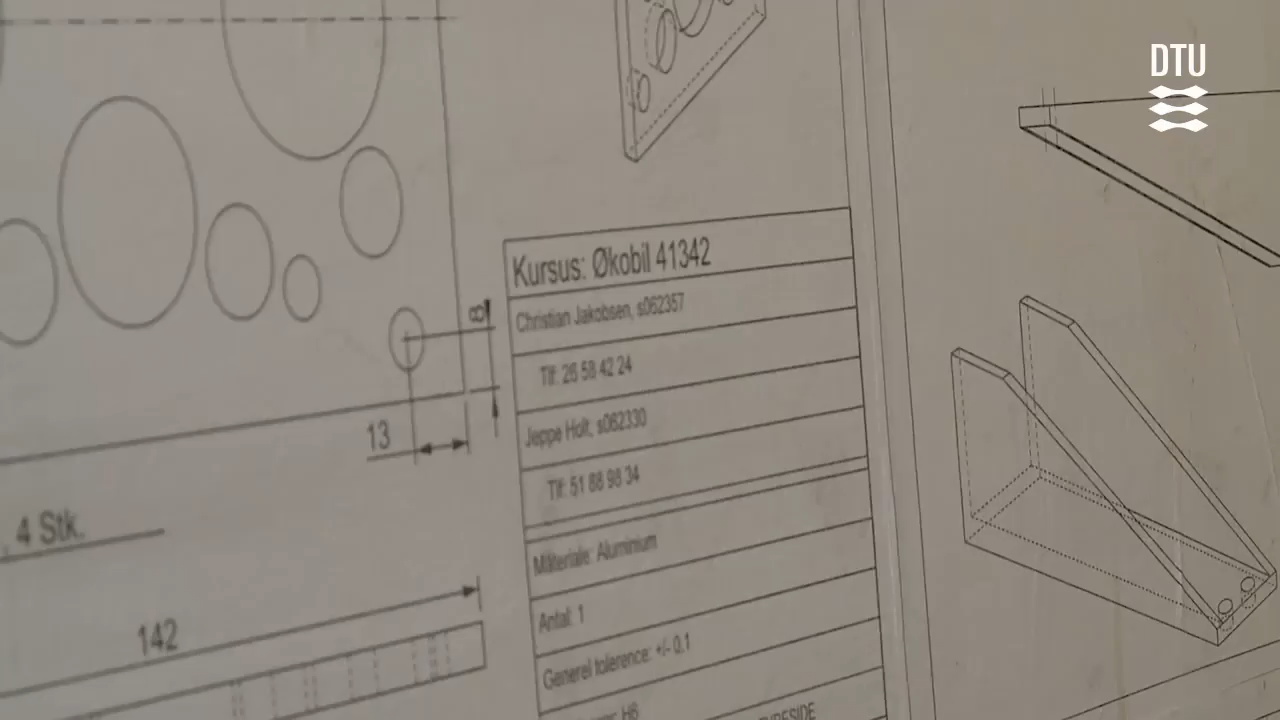 DTU
Kursus: Økobil 41342
Christian Jakobsen, s062357
Tlf: 26 58 42 24
Jeppe Holt, s062330
Tlf: 51 88 98 34
Materiale: Aluminium
Antal: 1
Generel tolerence: +/- 0,1
H6
8
13
4 Stk.
142